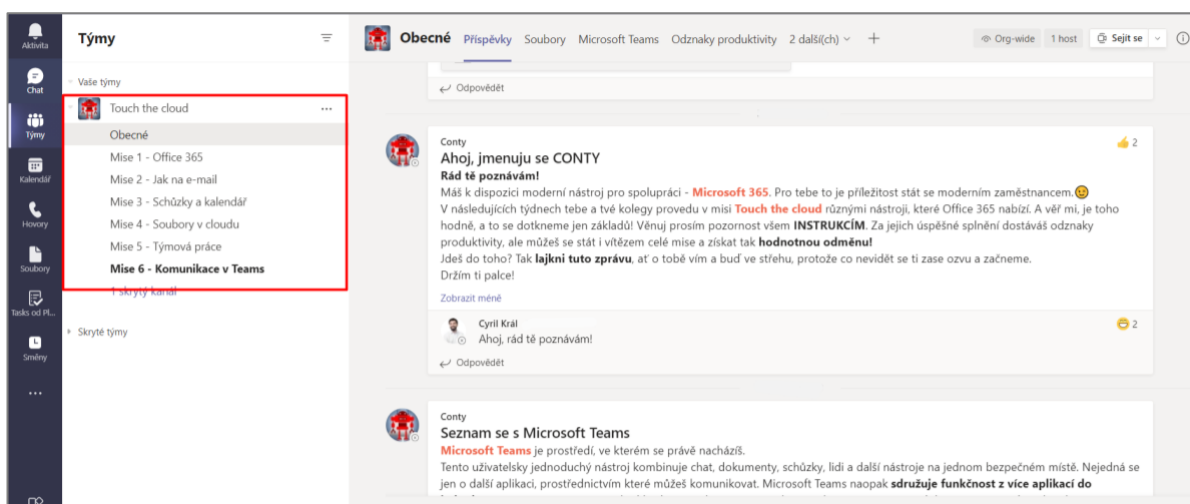 Aktivita
Chat
Týmy
Kalendář
Hovory
Soubory
Tasks od Pl...
Směny
Týmy
Vaše týmy
Touch the cloud
Obecné
Mise 1 - Office 365
Mise 2 - Jak na e-mail
Mise 3 - Schůzky a kalendář
Mise 4 - Soubory v cloudu
Mise 5 - Týmová práce
Mise 6 - Komunikace v Teams
1 skrytý kanál
Skryté týmy
Obecné Příspěvky Soubory Microsoft Teams Odznaky produktivity 2 další(ch) Org-wide 1 host Sejít se
Odpovědět
Conty
2
Ahoj, jmenuju se CONTY
Rád tě poznávám!
Máš k dispozici moderní nástroj pro spolupráci - Microsoft 365. Pro tebe to je příležitost stát se moderním zaměstnancem.
V následujících týdnech tebe a tvé kolegy provedu v misi Touch the cloud různými nástroji, které Office 365 nabízí. A věř mi, je toho
hodně, a to se dotkneme jen základů! Věnuj prosím pozornost všem INSTRUKCÍM. Za jejich úspěšné splnění dostáváš odznaky
produktivity, ale můžeš se stát i vítězem celé mise a získat tak hodnotnou odměnu!
Jdeš do toho? Tak lajkni tuto zprávu, ať o tobě vím a buď ve střehu, protože co nevidět se ti zase ozvu a začneme.
Držím ti palce!
Zobrazit méně
Cyril Král
2
Ahoj, rád tě poznávám!
Odpovědět
Conty
Seznam se s Microsoft Teams
Microsoft Teams je prostředí, ve kterém se právě nacházíš.
Tento uživatelsky jednoduchý nástroj kombinuje chat, dokumenty, schůzky, lidi a další nástroje na jednom bezpečném místě. Nejedná se
jen o další aplikaci, prostřednictvím které můžeš komunikovat. Microsoft Teams naopak sdružuje funkčnost z více aplikací do